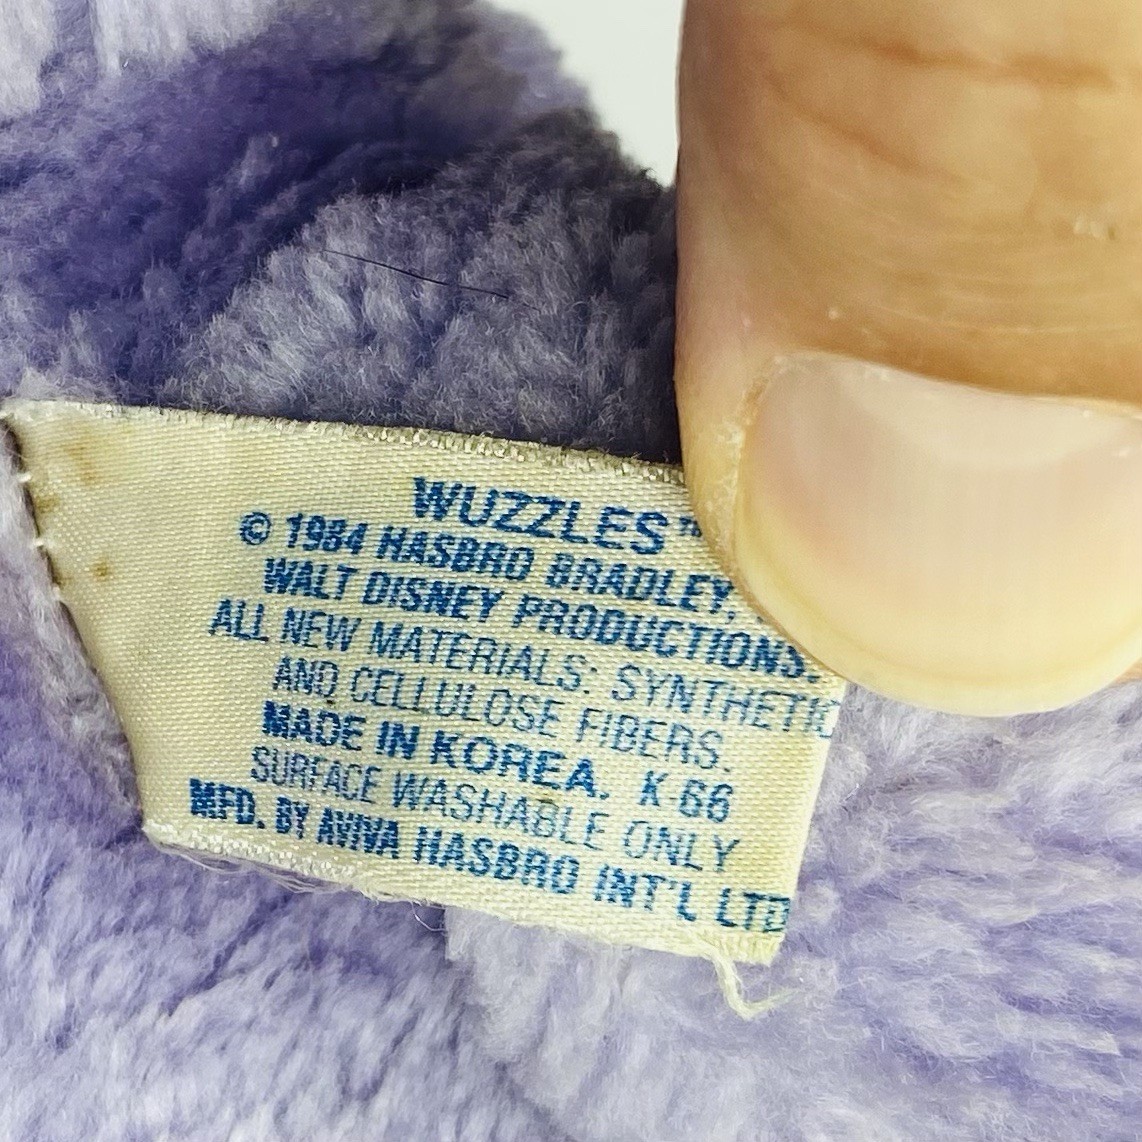 WUZZLES™
© 1984 HASBRO BRADLEY,
WALT DISNEY PRODUCTIONS.
ALL NEW MATERIALS: SYNTHETIC
AND CELLULOSE FIBERS.
MADE IN KOREA. K-66
SURFACE WASHABLE ONLY
MFD. BY AVIVA HASBRO INT'L LTD